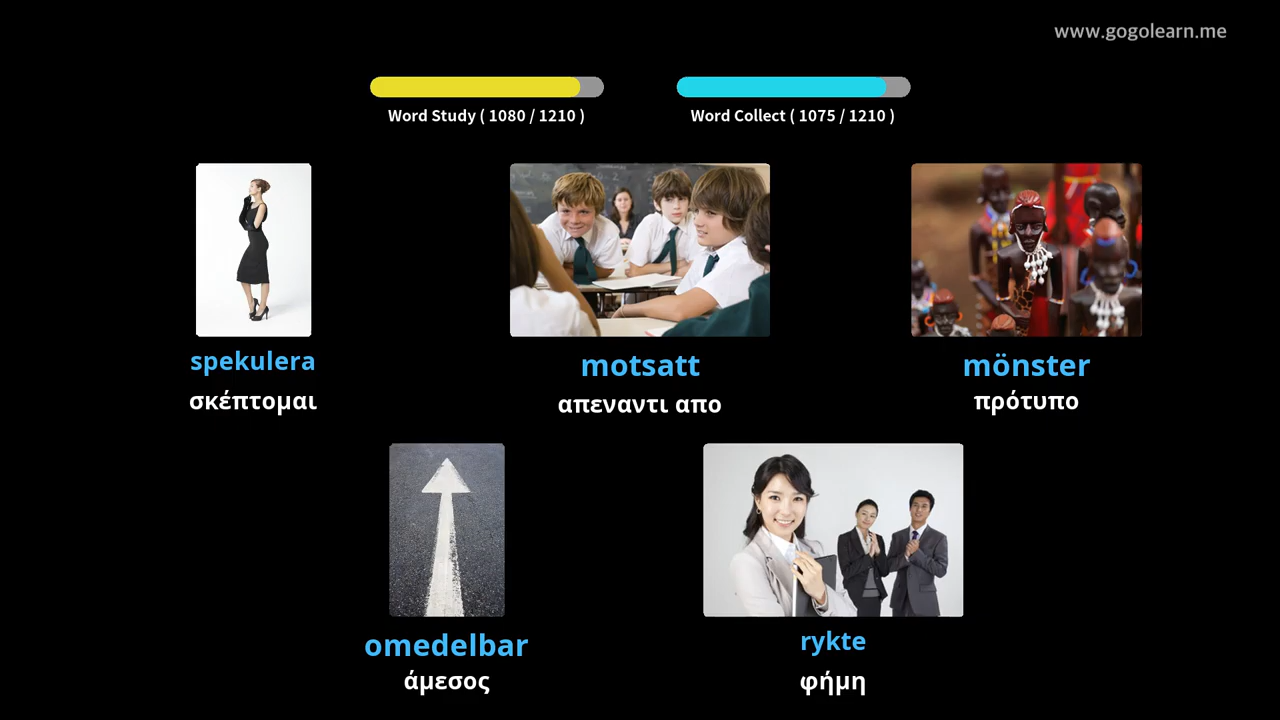 www.gogolearn.me
Word Study ( 1080 / 1210 )
Word Collect ( 1075 / 1210 )
spekulera
σκέπτομαι
motsatt
απεναντι απο
mönster
πρότυπο
omedelbar
άμεσος
rykte
φήμη